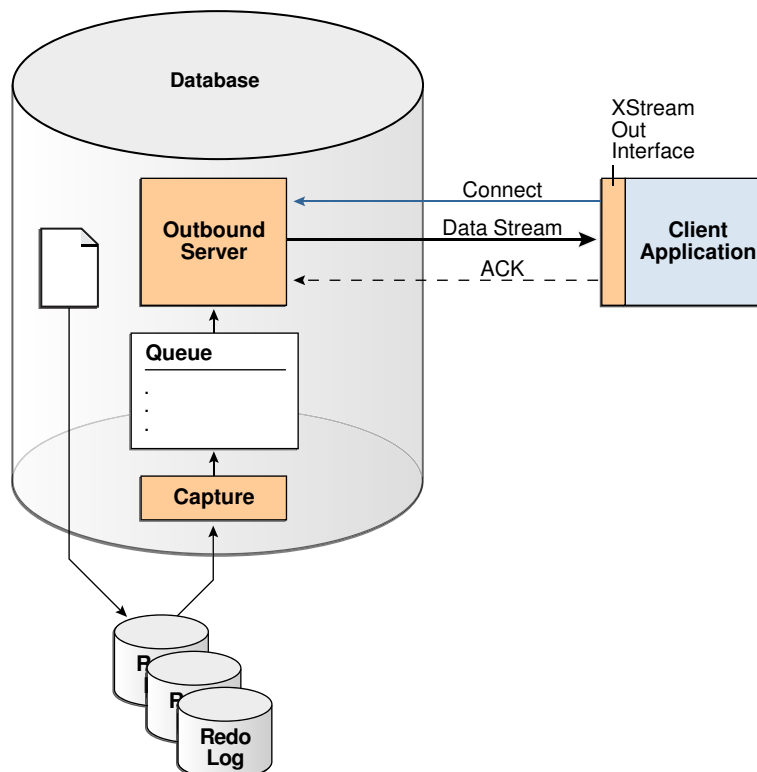 Database
XStream
Out
Interface
Connect
Outbound
Server
Data Stream
Client
Application
ACK
Queue
.
.
.
Capture
R
R
Redo
Log